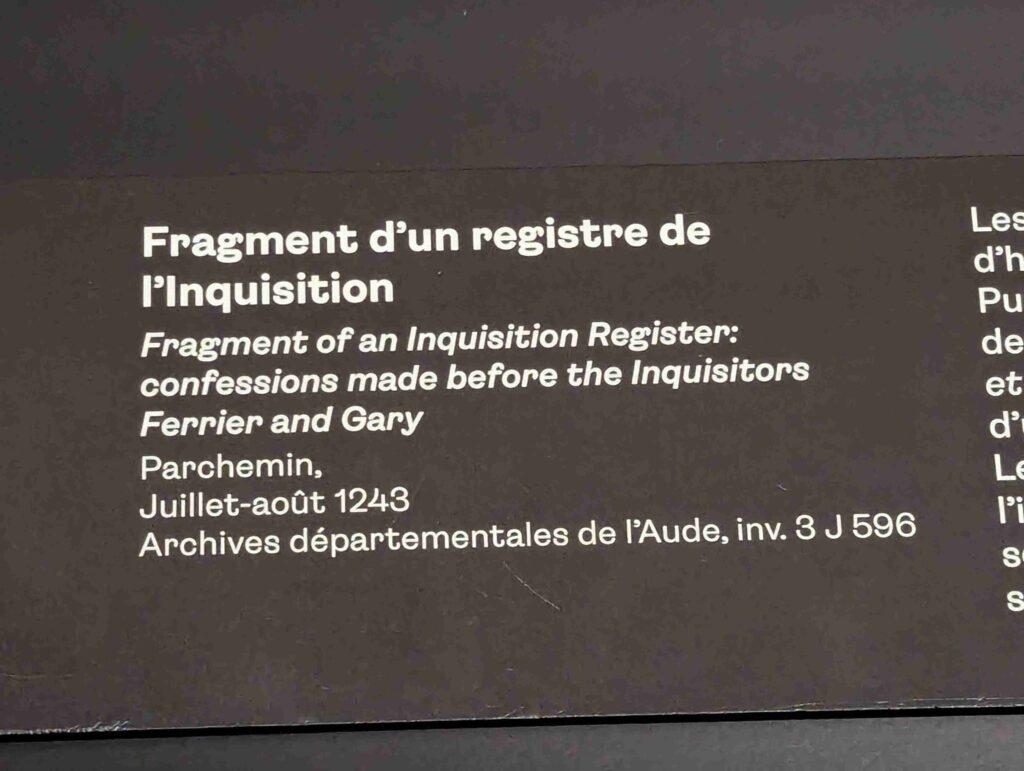 Fragment d'un registre de
l'Inquisition
Fragment of an Inquisition Register:
confessions made before the Inquisitors
Ferrier and Gary
Parchemin,
Juillet-août 1243
Archives départementales de l'Aude, inv. 3 J 596
Les
d'h
Pu
de
et
d'
Le
l'i
s
s